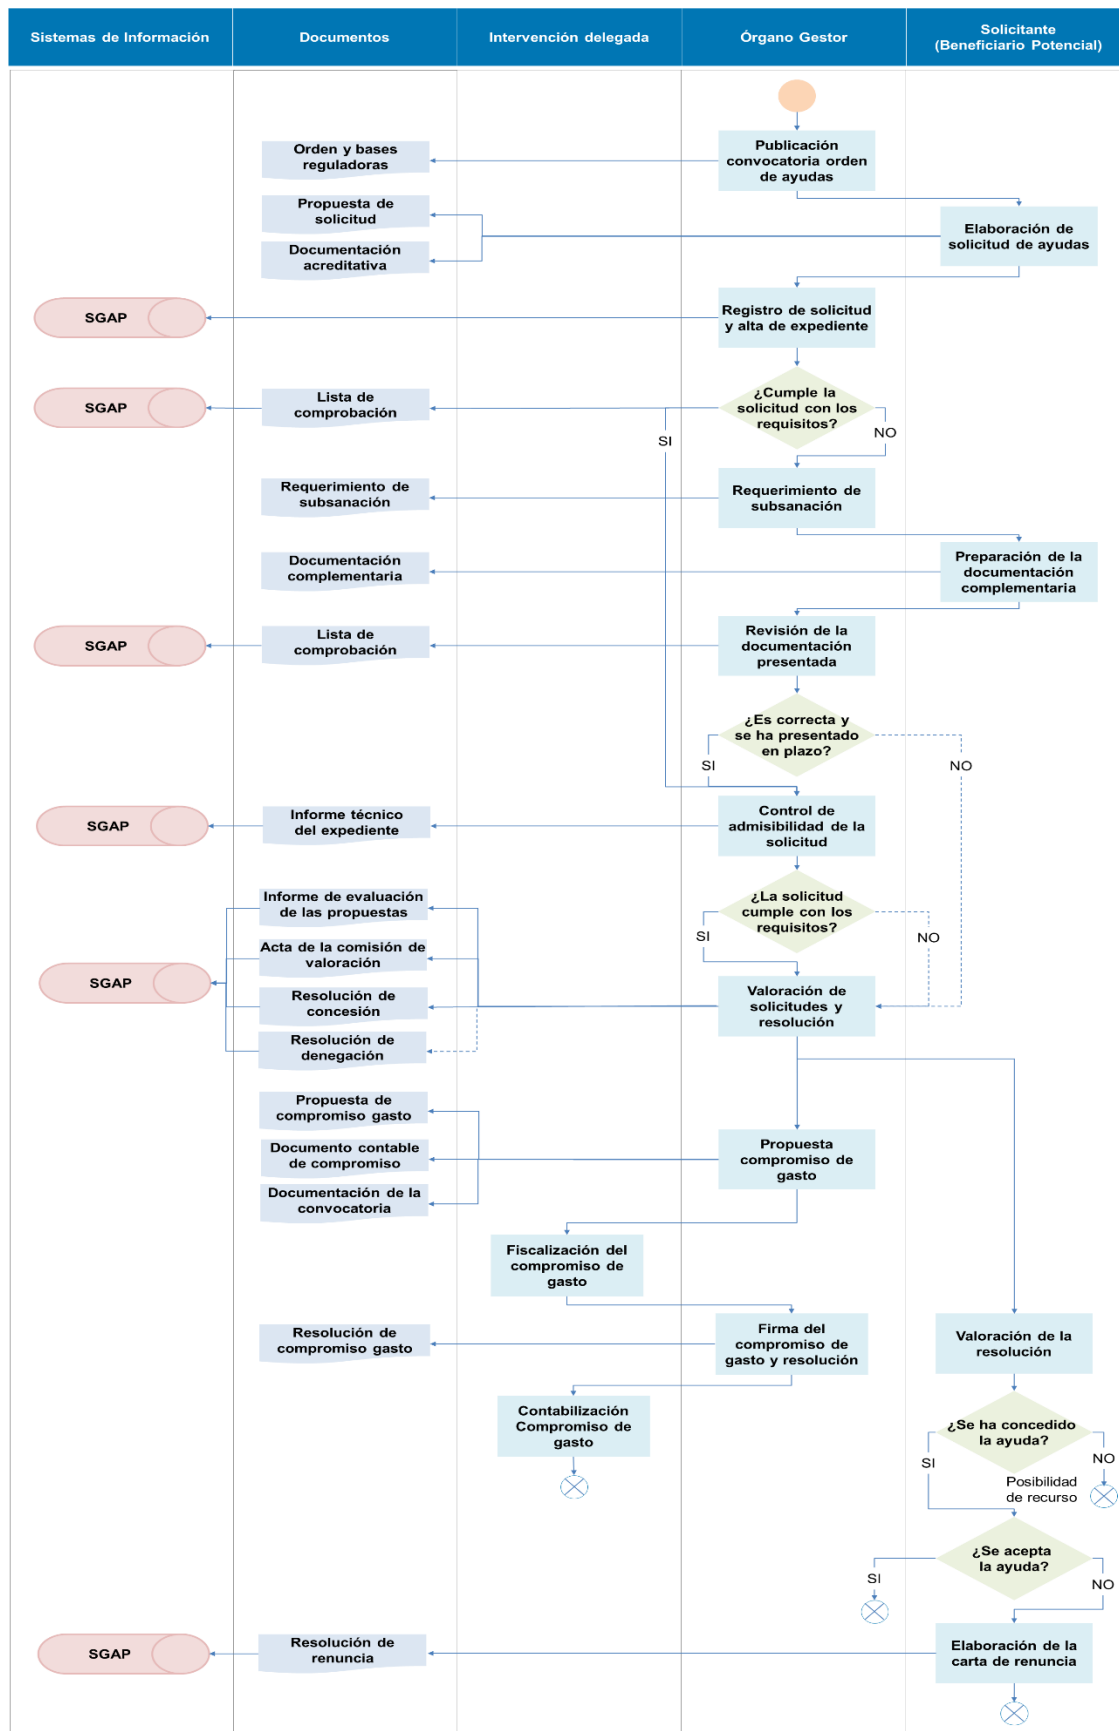 Sistemas de Información
Documentos
Intervención delegada
Órgano Gestor
Solicitante
(Beneficiario Potencial)
Publicación
convocatoria orden
de ayudas
Orden y bases
reguladoras
Propuesta de
solicitud
Elaboración de
solicitud de ayudas
Documentación
acreditativa
SGAP
Registro de solicitud
y alta de expediente
SGAP
Lista de
comprobación
¿Cumple la
solicitud con los
requisitos?
SI
NO
Requerimiento de
subsanación
Requerimiento de
subsanación
Documentación
complementaria
Preparación de la
documentación
complementaria
SGAP
Lista de
comprobación
Revisión de la
documentación
presentada
¿Es correcta y
se ha presentado
en plazo?
SI
NO
SGAP
Informe técnico
del expediente
Control de
admisibilidad de la
solicitud
Informe de evaluación
de las propuestas
¿La solicitud
cumple con los
requisitos?
SI
NO
Acta de la comisión de
valoración
SGAP
Resolución de
concesión
Valoración de
solicitudes y
resolución
Resolución de
denegación
Propuesta de
compromiso gasto
Documento contable
de compromiso
Propuesta
compromiso de
gasto
Documentación de la
convocatoria
Fiscalización del
compromiso de
gasto
Resolución de
compromiso gasto
Firma del
compromiso de
gasto y resolución
Valoración de la
resolución
Contabilización
Compromiso de
gasto
¿Se ha concedido
la ayuda?
SI
NO
Posibilidad
de recurso
¿Se acepta
la ayuda?
SI
NO
SGAP
Resolución de
renuncia
Elaboración de la
carta de renuncia